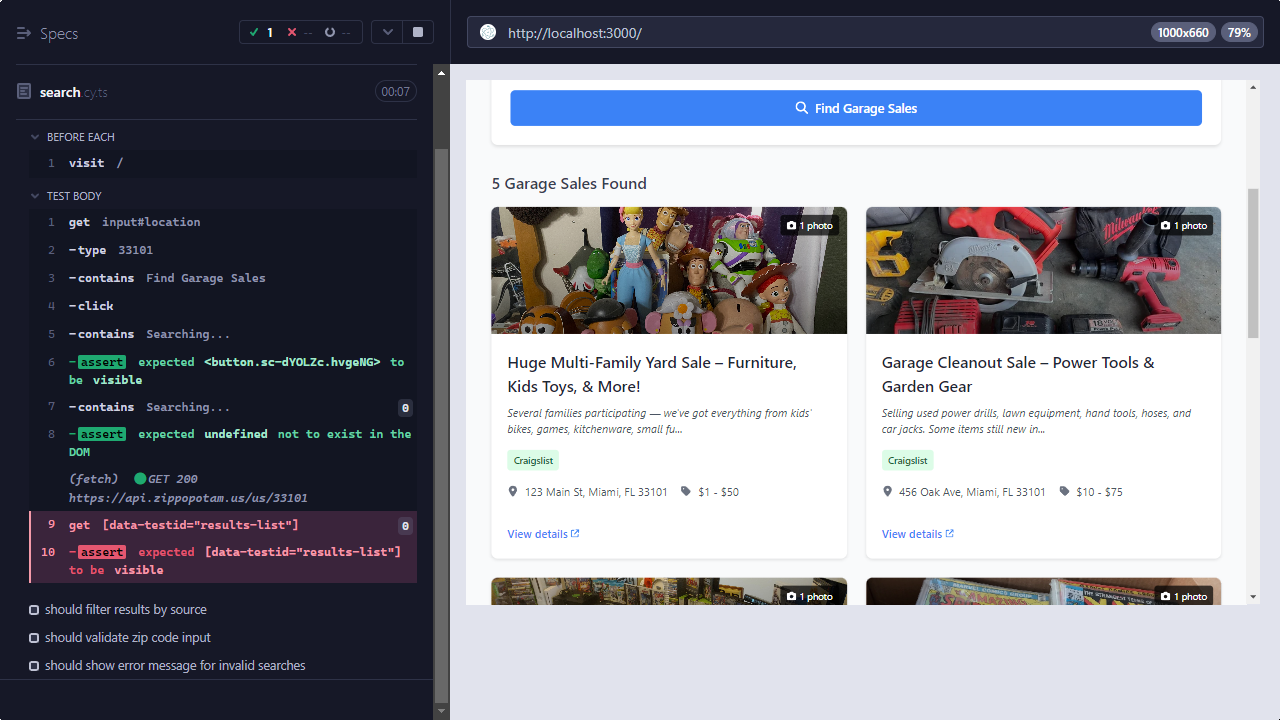 Specs
1
--
--
http://localhost:3000/
1000x660
79%
search.cy.ts
00:07
BEFORE EACH
1 visit /
TEST BODY
1 get input#location
2 -type 33101
3 -contains Find Garage Sales
4 -click
5 -contains Searching...
6 -assert expected <button.sc-dYOLZc.hvgeNG> to
be visible
7 -contains Searching... 0
8 -assert expected undefined not to exist in the
DOM
(fetch) GET 200
https://api.zippopotam.us/us/33101
9 get [data-testid="results-list"] 0
10 -assert expected [data-testid="results-list"]
to be visible
should filter results by source
should validate zip code input
should show error message for invalid searches
Find Garage Sales
5 Garage Sales Found
1 photo
Huge Multi-Family Yard Sale – Furniture,
Kids Toys, & More!
Several families participating — we've got everything from kids'
bikes, games, kitchenware, small fu...
Craigslist
123 Main St, Miami, FL 33101 $1 - $50
View details
1 photo
Milwaukee
Garage Cleanout Sale – Power Tools &
Garden Gear
Selling used power drills, lawn equipment, hand tools, hoses, and
car jacks. Some items still new in...
Craigslist
456 Oak Ave, Miami, FL 33101 $10 - $75
View details
1 photo
1 photo